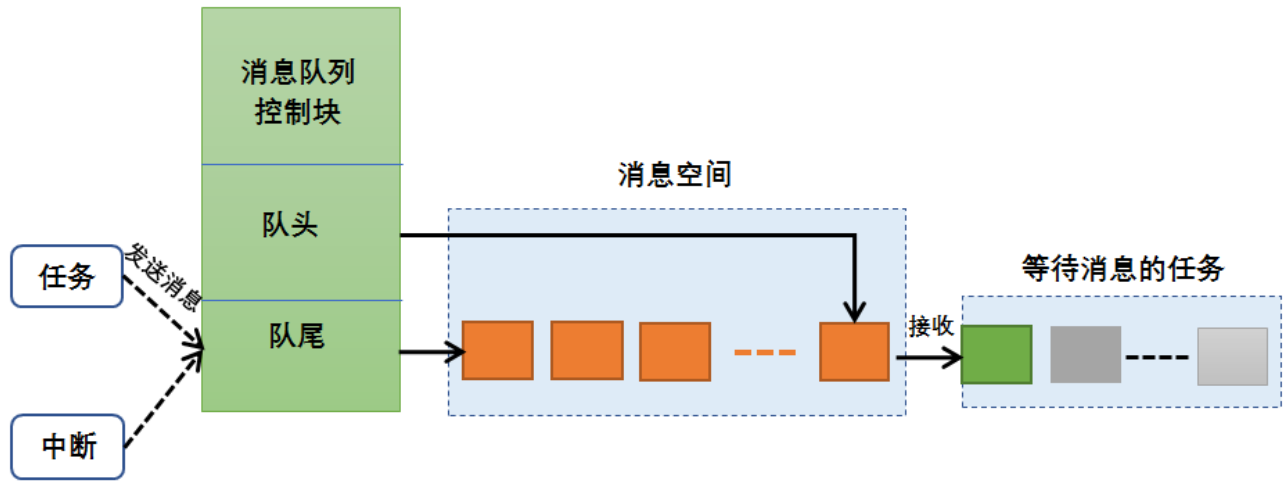 消息队列
控制块
消息空间
队头
发送消息
任务
等待消息的任务
队尾
接收
中断